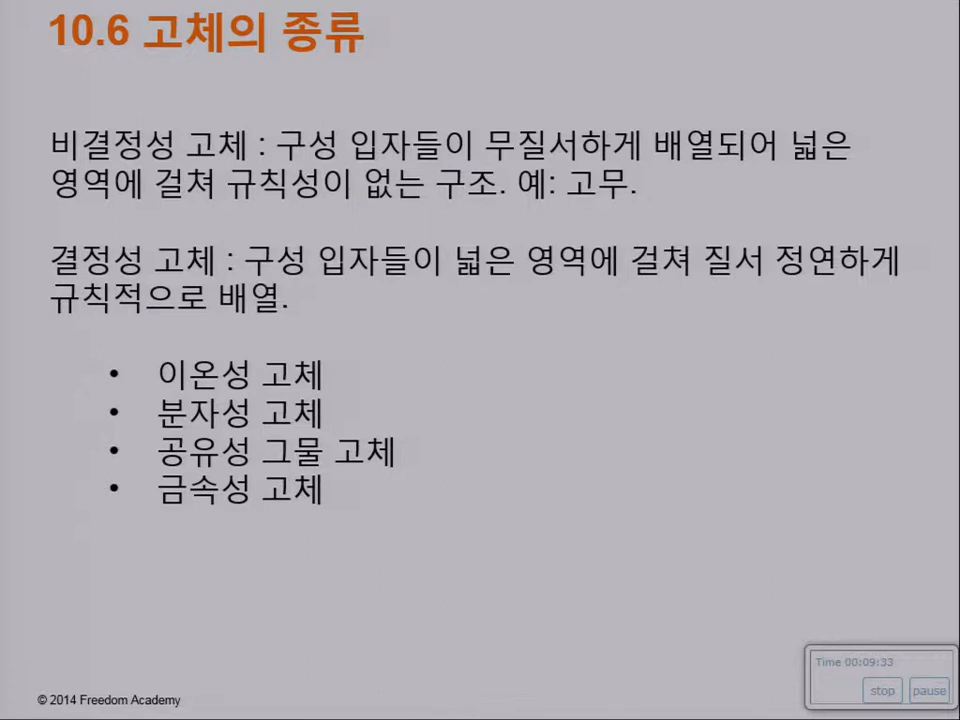 10.6 고체의 종류
비결정성 고체 : 구성 입자들이 무질서하게 배열되어 넓은
영역에 걸쳐 규칙성이 없는 구조. 예: 고무.
결정성 고체 : 구성 입자들이 넓은 영역에 걸쳐 질서 정연하게
규칙적으로 배열.
• 이온성 고체
• 분자성 고체
• 공유성 그물 고체
• 금속성 고체
Time 00:09:33
stop pause
© 2014 Freedom Academy